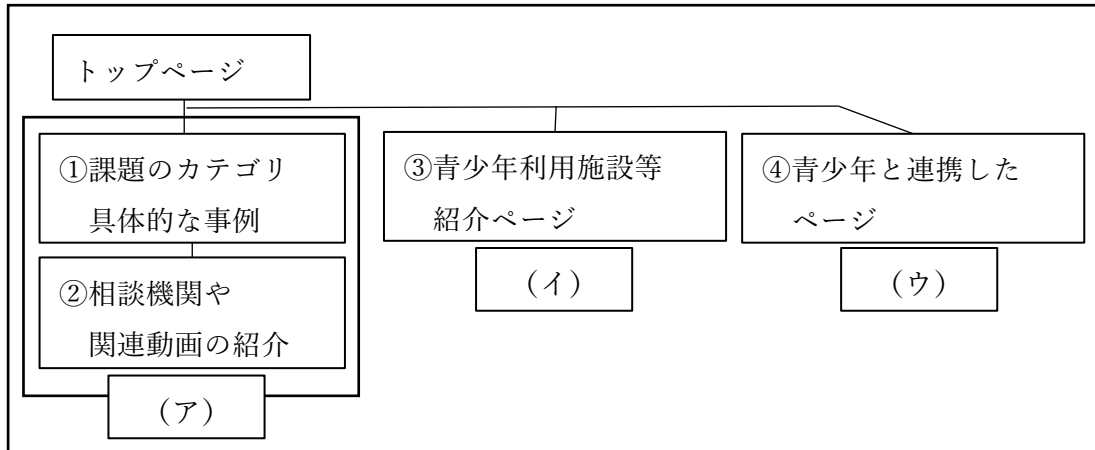 トップページ
①課題のカテゴリ
具体的な事例
②相談機関や
関連動画の紹介
（ア）
③青少年利用施設等
紹介ページ
（イ）
④青少年と連携した
ページ
（ウ）